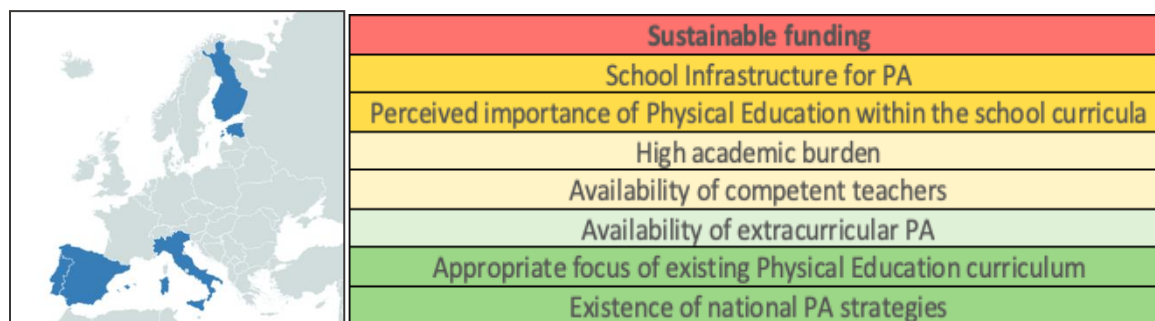 Sustainable funding
School Infrastructure for PA
Perceived importance of Physical Education within the school curricula
High academic burden
Availability of competent teachers
Availability of extracurricular PA
Appropriate focus of existing Physical Education curriculum
Existence of national PA strategies